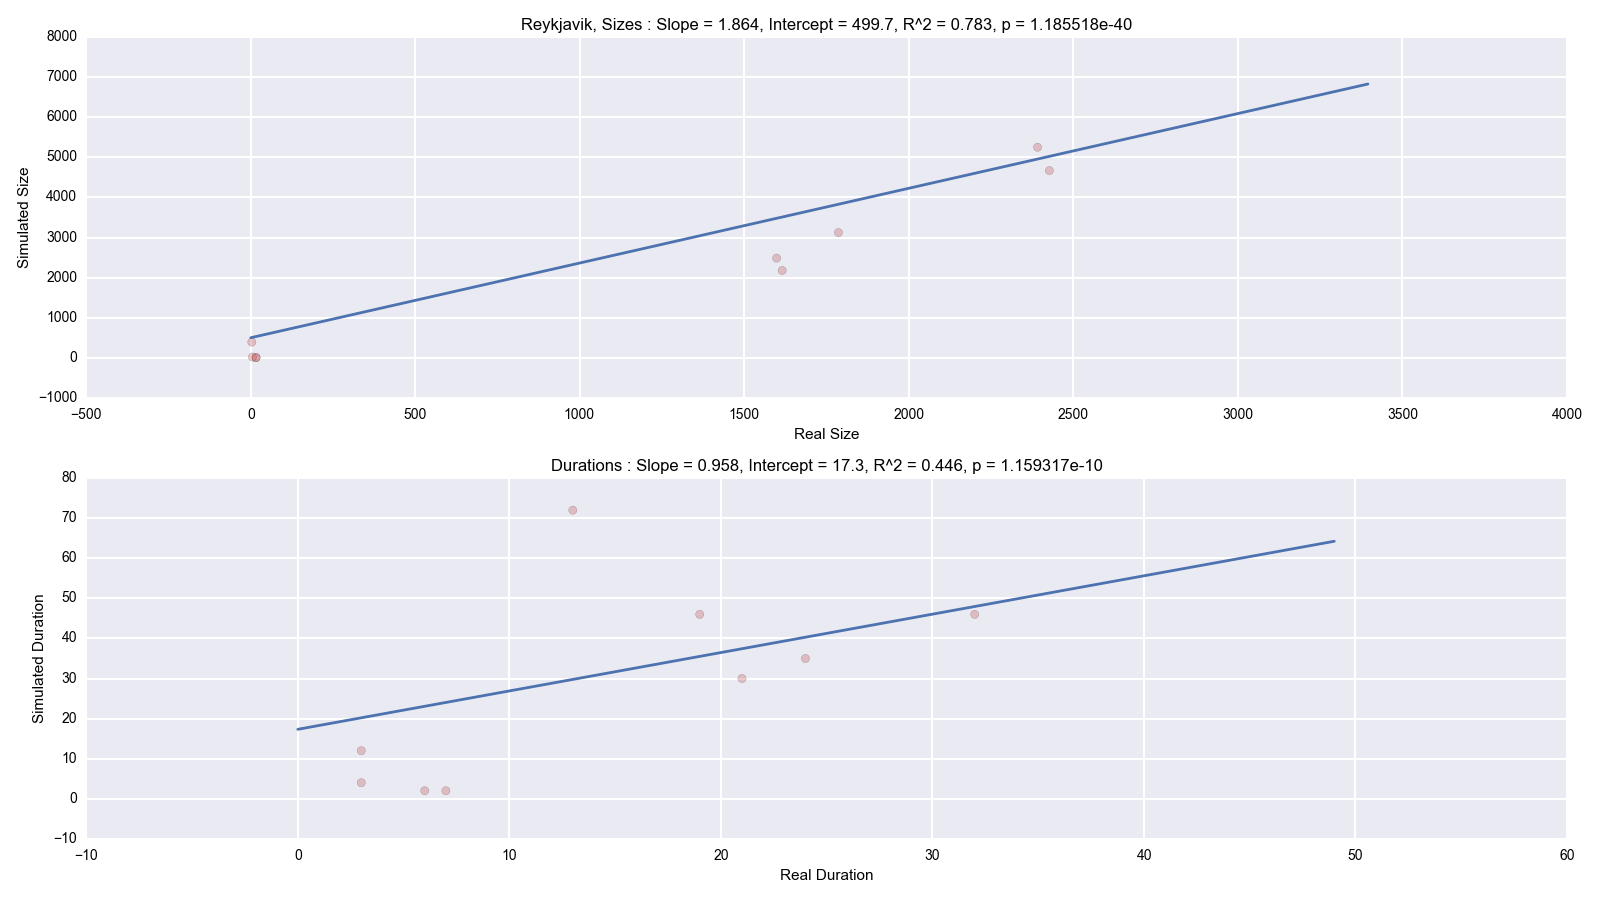 Reykjavik, Sizes : Slope = 1.864, Intercept = 499.7, R^2 = 0.783, p = 1.185518e-40
8000
7000
6000
5000
4000
3000
2000
1000
0
−1000
Simulated Size
−500 0 500 1000 1500 2000 2500 3000 3500 4000
Real Size
Durations : Slope = 0.958, Intercept = 17.3, R^2 = 0.446, p = 1.159317e-10
80
70
60
50
40
30
20
10
0
−10
Simulated Duration
−10 0 10 20 30 40 50 60
Real Duration